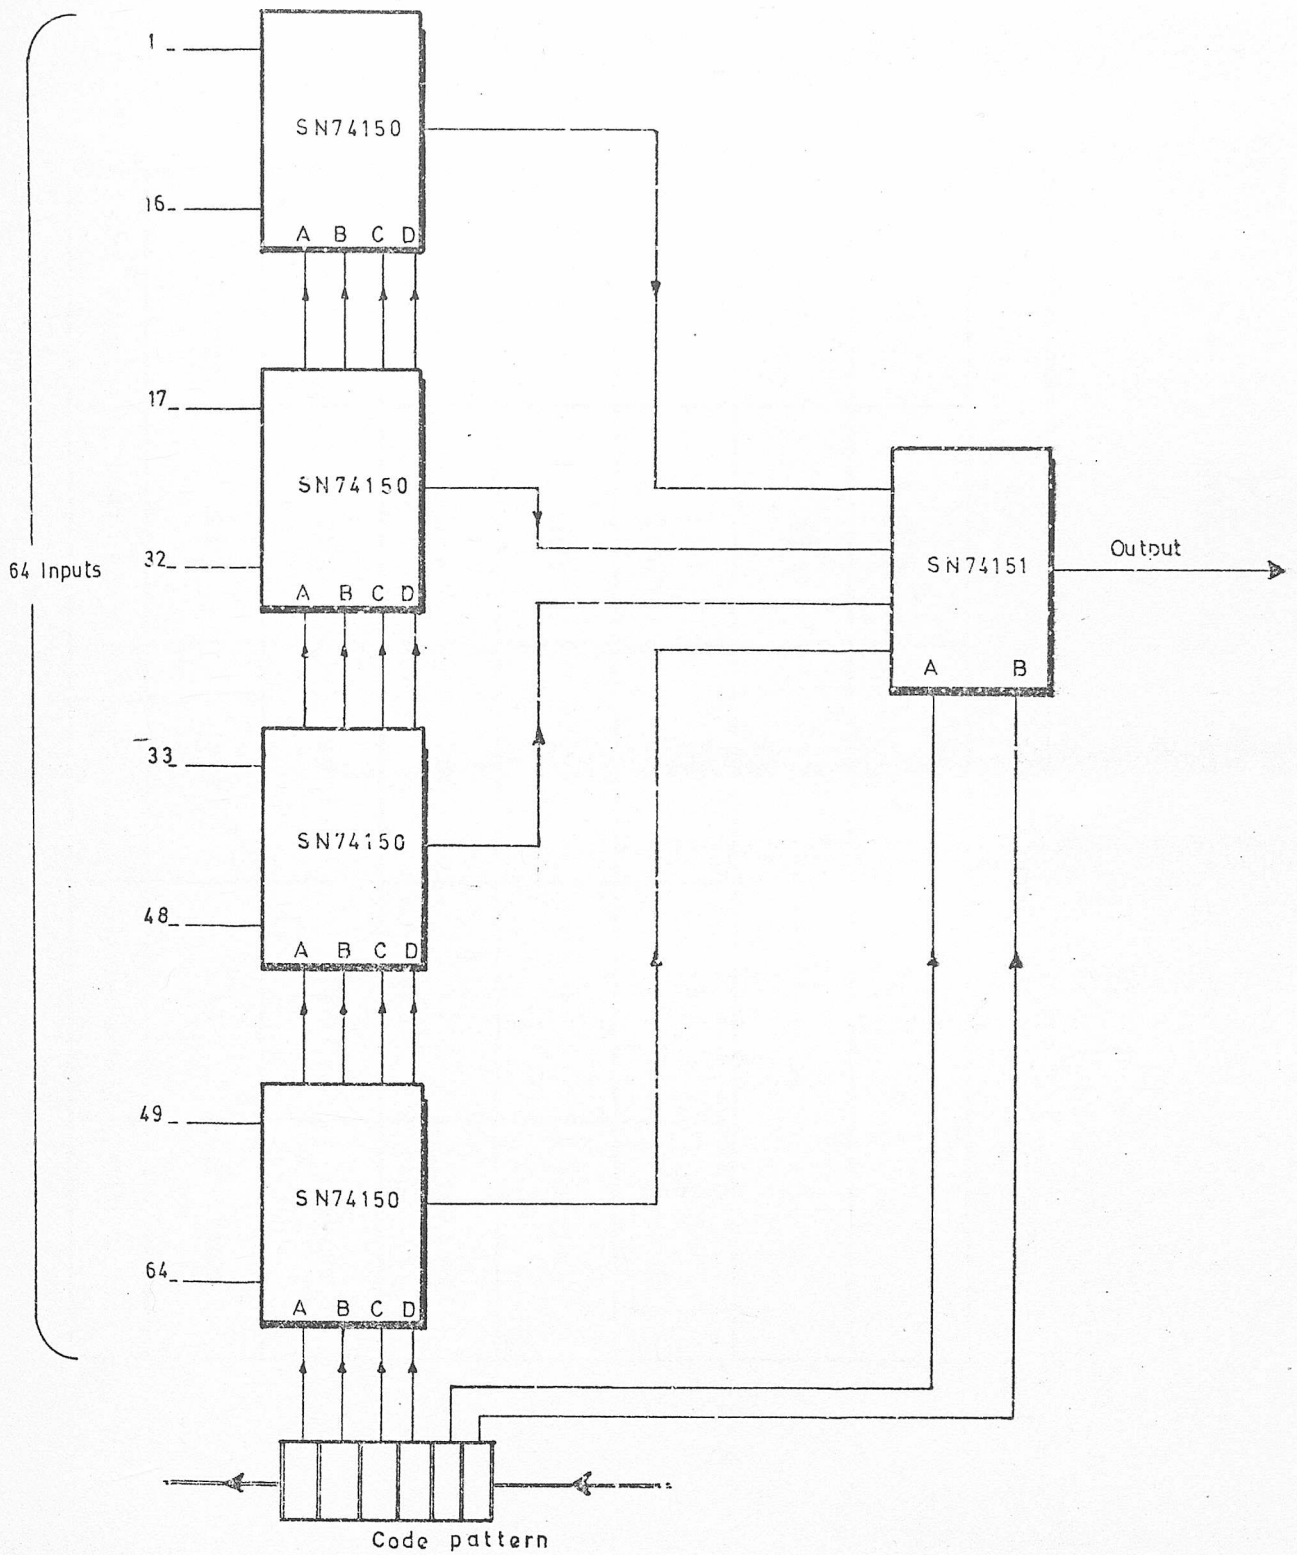 1
SN74150
16
A B C D
17
SN74150
32
A B C D
64 Inputs
33
SN74150
48
A B C D
49
SN74150
64
A B C D
SN74151
A B
Output
Code pattern